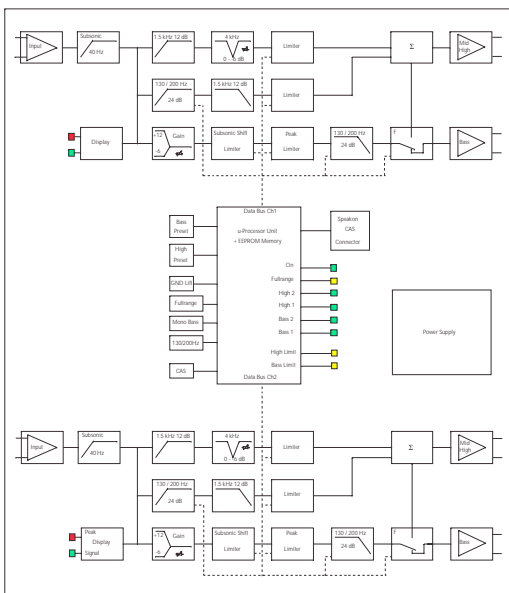 Input
Subsonic
40 Hz
1.5 kHz 12 dB
4 kHz
0 - -6 dB
Limiter
Σ
Mid
High
130 / 200 Hz
24 dB
1.5 kHz 12 dB
Limiter
Display
+12
-6
Gain
Subsonic Shift
Limiter
Peak
Limiter
130 / 200 Hz
24 dB
F
Bass
Data Bus Ch1
u-Processor Unit
+ EEPROM Memory
Bass
Preset
High
Preset
GND Lift
Fullrange
Mono Bass
130/200Hz
CAS
Speakon
CAS
Connector
On
Fullrange
High 2
High 1
Bass 2
Bass 1
High Limit
Bass Limit
Data Bus Ch2
Power Supply
Input
Subsonic
40 Hz
1.5 kHz 12 dB
4 kHz
0 - -6 dB
Limiter
Σ
Mid
High
130 / 200 Hz
24 dB
1.5 kHz 12 dB
Limiter
Peak
Display
Signal
+12
-6
Gain
Subsonic Shift
Limiter
Peak
Limiter
130 / 200 Hz
24 dB
F
Bass